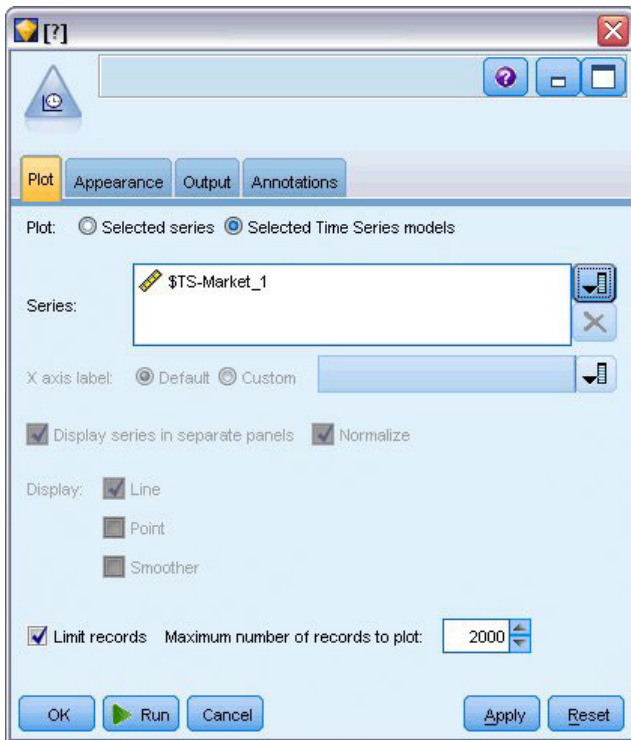 [?]
Plot Appearance Output Annotations
Plot: Selected series Selected Time Series models
Series: $TS-Market_1
X axis label: Default Custom
Display series in separate panels Normalize
Display: Line
Point
Smoother
Limit records Maximum number of records to plot: 2000
OK Run Cancel Apply Reset